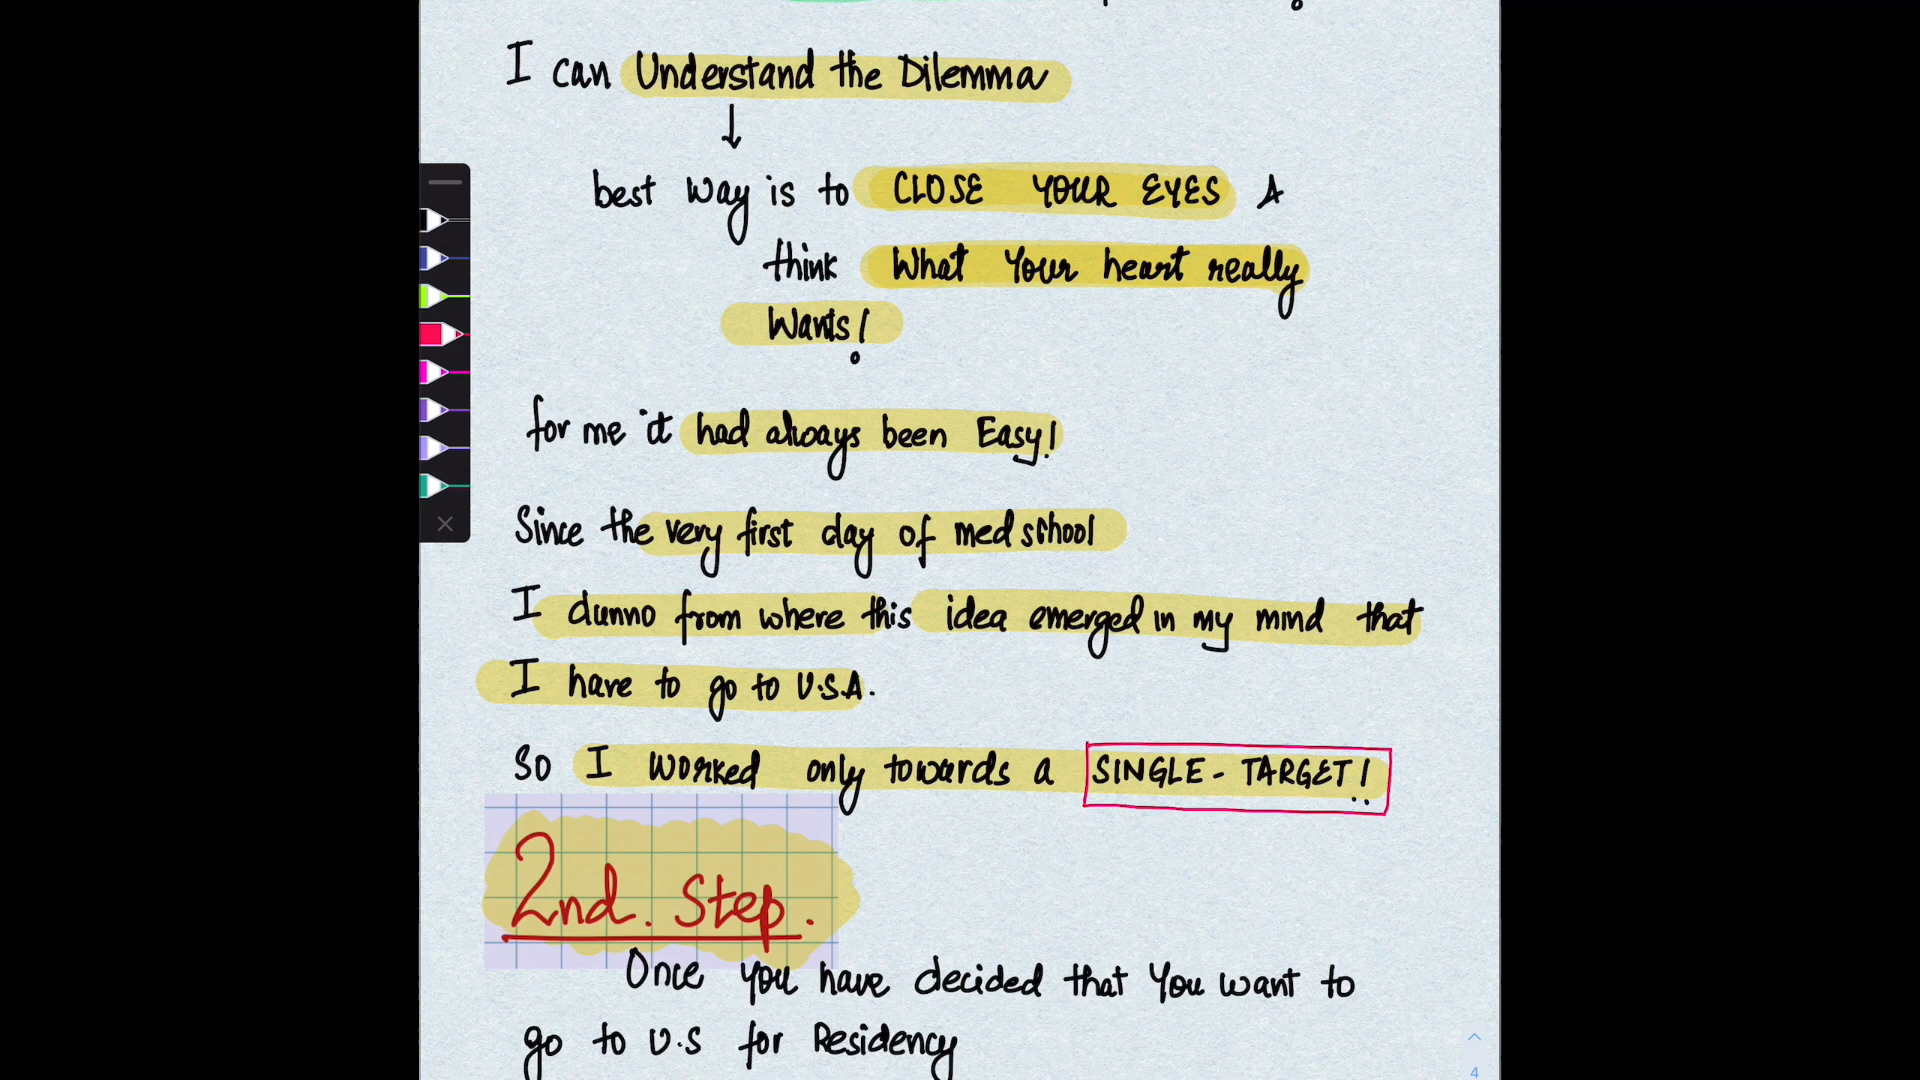 I can Understand the Dilemma
↓
best way is to CLOSE YOUR EYES &
think What Your heart really
Wants!
for me it had always been Easy!
Since the very first day of med school
I dunno from where this idea emerged in my mind that
I have to go to U.S.A.
So I worked only towards a SINGLE-TARGET!!
2nd. Step.
Once you have decided that You want to
go to U.S for Residency
4